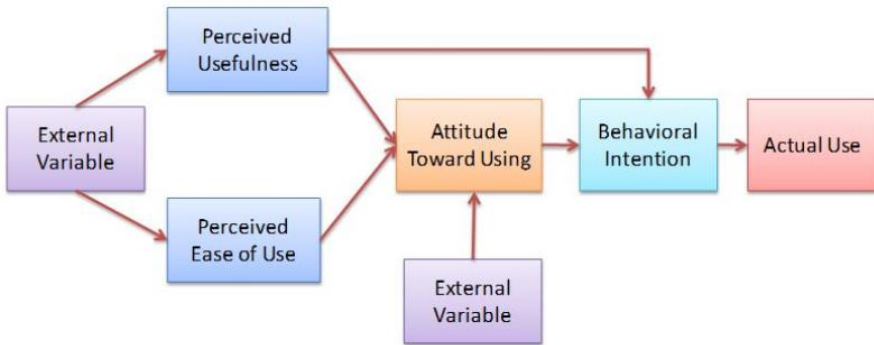 Perceived
Usefulness
External
Variable
Attitude
Toward Using
Behavioral
Intention
Actual Use
Perceived
Ease of Use
External
Variable